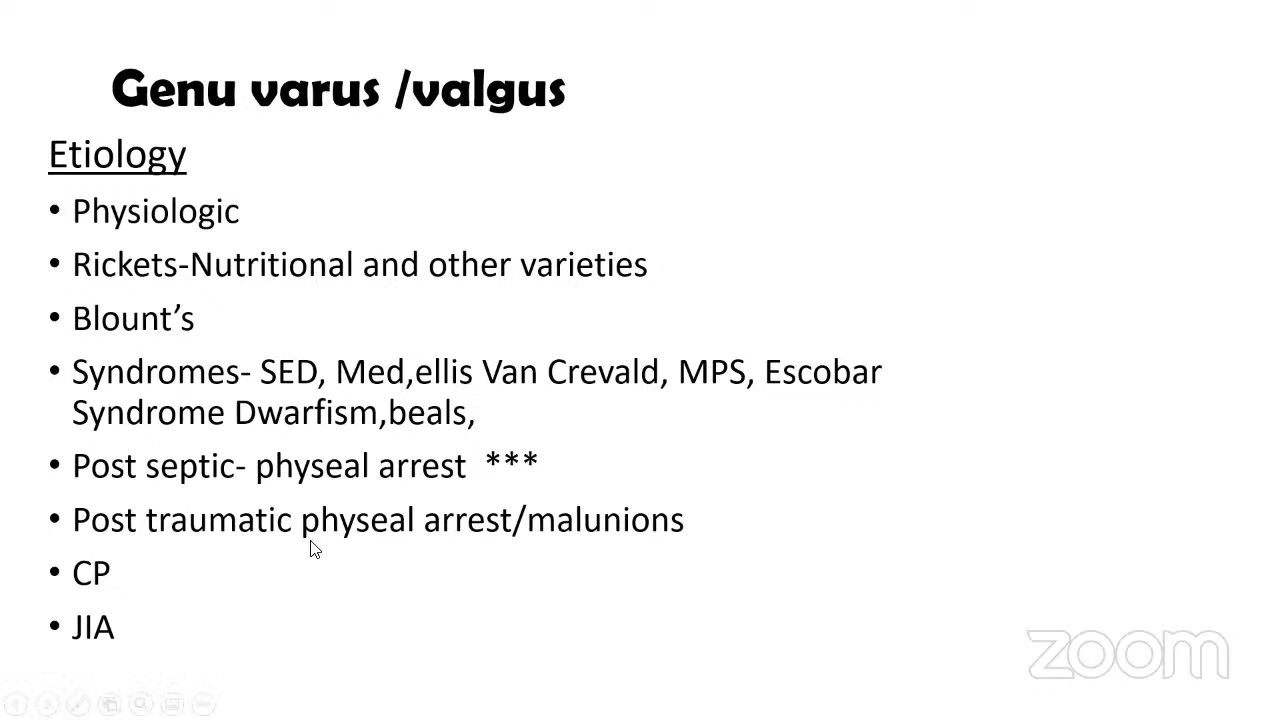 Genu varus /valgus
Etiology
• Physiologic
• Rickets-Nutritional and other varieties
• Blount’s
• Syndromes- SED, Med,ellis Van Crevald, MPS, Escobar
Syndrome Dwarfism,beals,
• Post septic- physeal arrest ***
• Post traumatic physeal arrest/malunions
• CP
• JIA
zoom